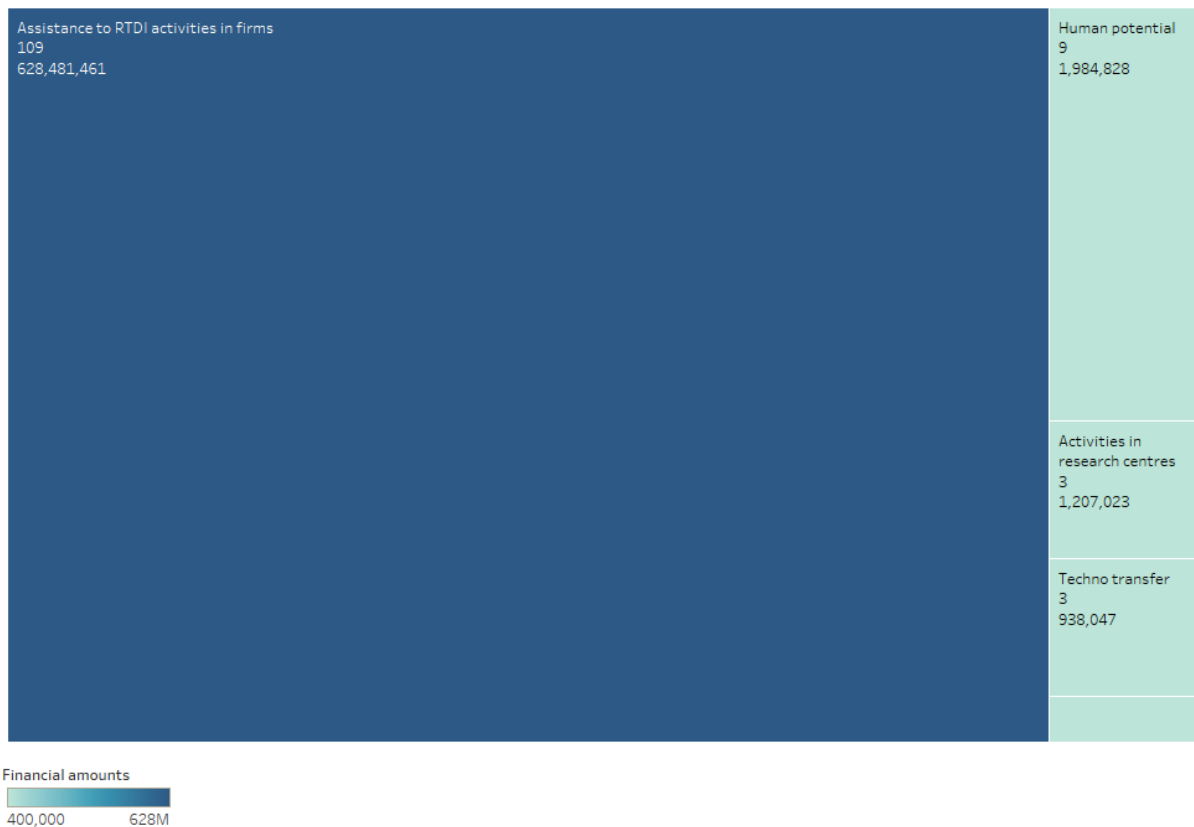 Assistance to RTDI activities in firms
109
628,481,461
Human potential
9
1,984,828
Activities in
research centres
3
1,207,023
Techno transfer
3
938,047
Financial amounts
400,000 628M